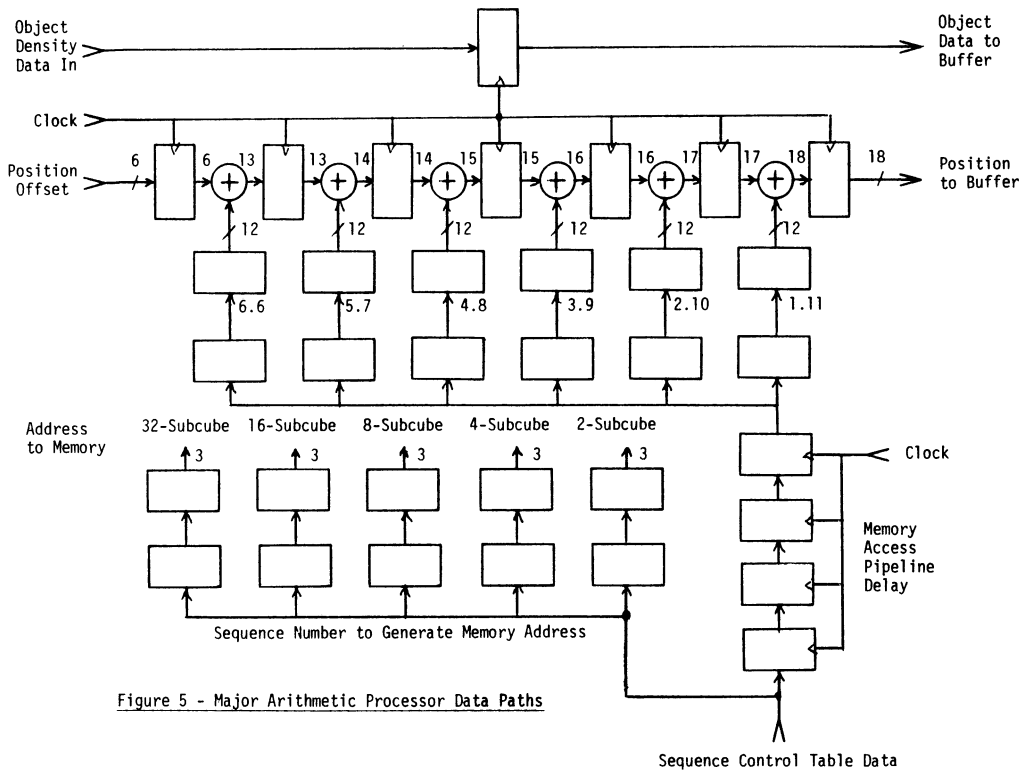 Object
Density
Data In
Object
Data to
Buffer
Clock
6 6 13 13 14 14 15 15 16 16 17 17 18 18
Position
Offset
Position
to Buffer
12 12 12 12 12 12
6.6 5.7 4.8 3.9 2.10 1.11
Address
to Memory
32-Subcube 16-Subcube 8-Subcube 4-Subcube 2-Subcube
3 3 3 3 3
Clock
Memory
Access
Pipeline
Delay
Sequence Number to Generate Memory Address
Figure 5 - Major Arithmetic Processor Data Paths
Sequence Control Table Data